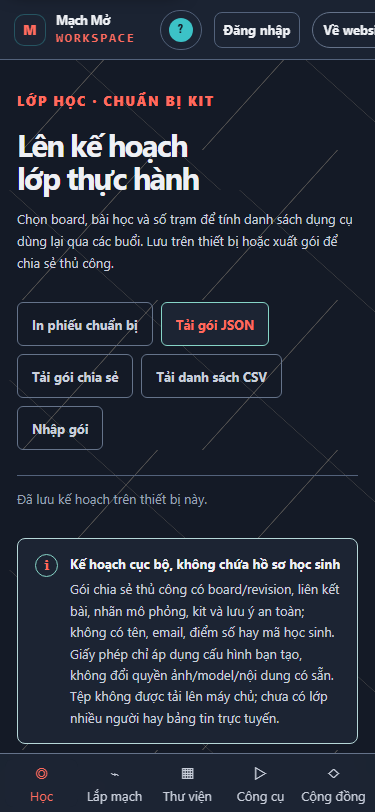 M
Mạch Mở
WORKSPACE
?
Đăng nhập
Về websi
LỚP HỌC · CHUẨN BỊ KIT
Lên kế hoạch
lớp thực hành
Chọn board, bài học và số trạm để tính danh sách dụng cụ
dùng lại qua các buổi. Lưu trên thiết bị hoặc xuất gói để
chia sẻ thủ công.
In phiếu chuẩn bị
Tải gói JSON
Tải gói chia sẻ
Tải danh sách CSV
Nhập gói
Đã lưu kế hoạch trên thiết bị này.
i
Kế hoạch cục bộ, không chứa hồ sơ học sinh
Gói chia sẻ thủ công có board/revision, liên kết
bài, nhãn mô phỏng, kit và lưu ý an toàn;
không có tên, email, điểm số hay mã học sinh.
Giấy phép chỉ áp dụng cấu hình bạn tạo,
không đổi quyền ảnh/model/nội dung có sẵn.
Tệp không được tải lên máy chủ; chưa có lớp
nhiều người hay bảng tin trực tuyến.
Học
Lắp mạch
Thư viện
Công cụ
Cộng đồng